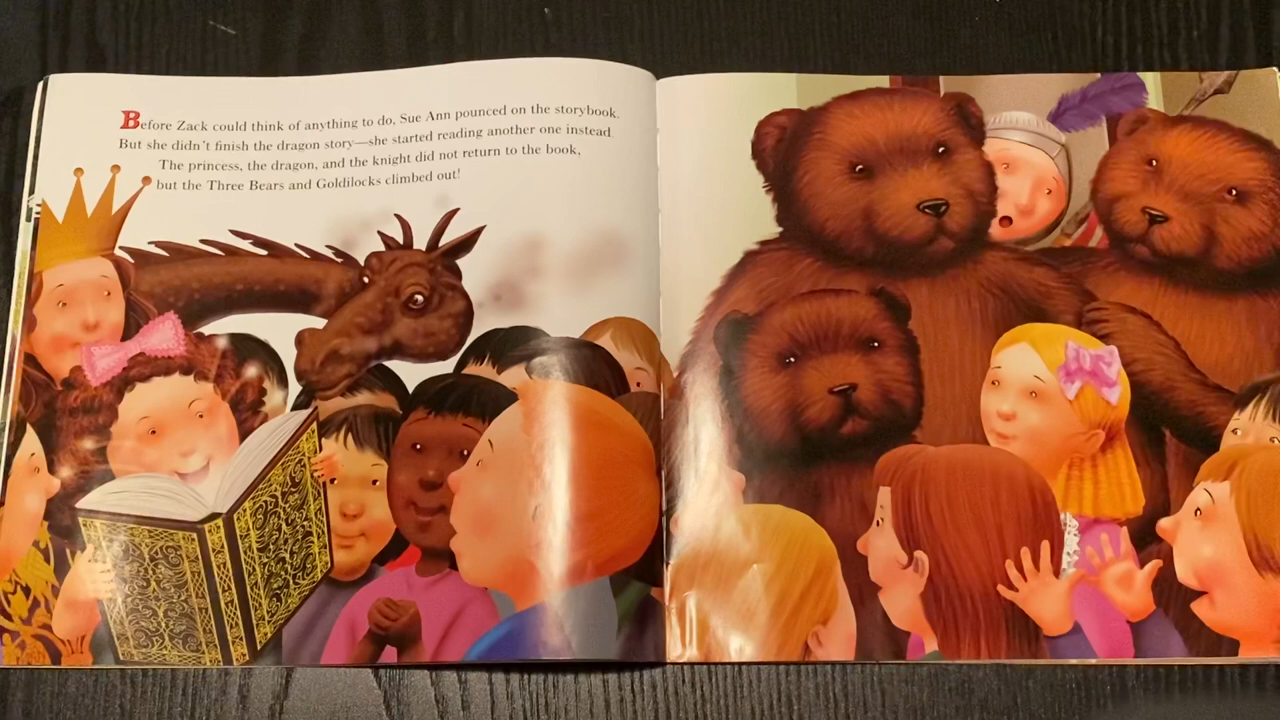 Before Zack could think of anything to do, Sue Ann pounced on the storybook.
But she didn't finish the dragon story—she started reading another one instead.
The princess, the dragon, and the knight did not return to the book,
but the Three Bears and Goldilocks climbed out!